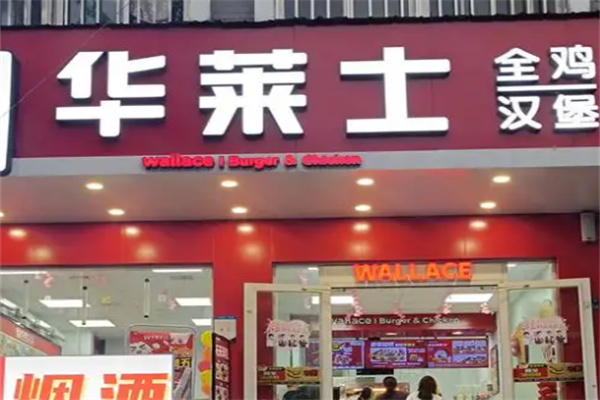 华莱士
全鸡
汉堡
Wallace | Burger & Chicken
WALLACE
Wallace | Burger & Chicken
烟酒